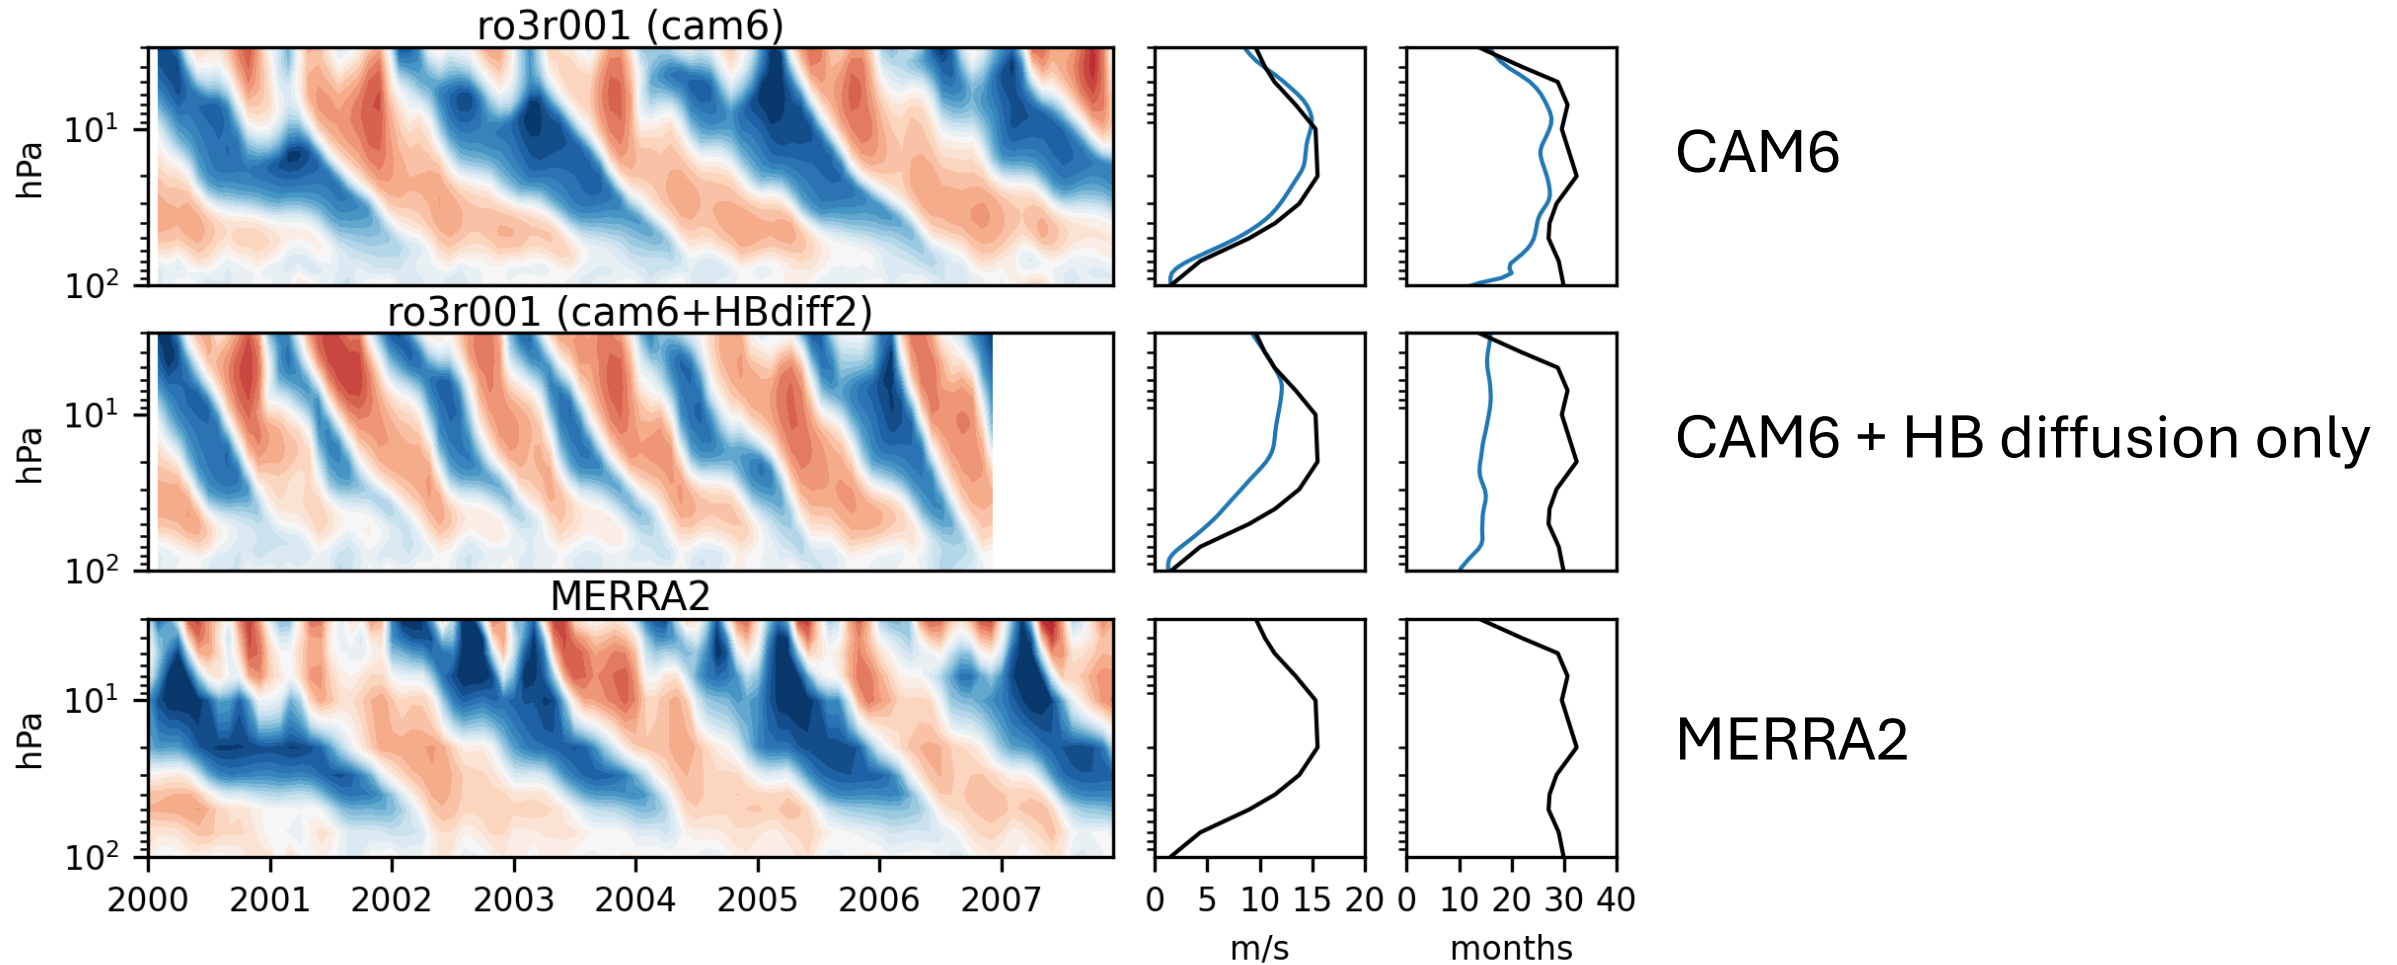 ro3r001 (cam6)
hPa
10¹
10²
CAM6
ro3r001 (cam6+HBdiff2)
hPa
10¹
10²
CAM6 + HB diffusion only
MERRA2
hPa
10¹
10²
MERRA2
2000 2001 2002 2003 2004 2005 2006 2007
0 5 10 15 20
0 10 20 30 40
m/s
months